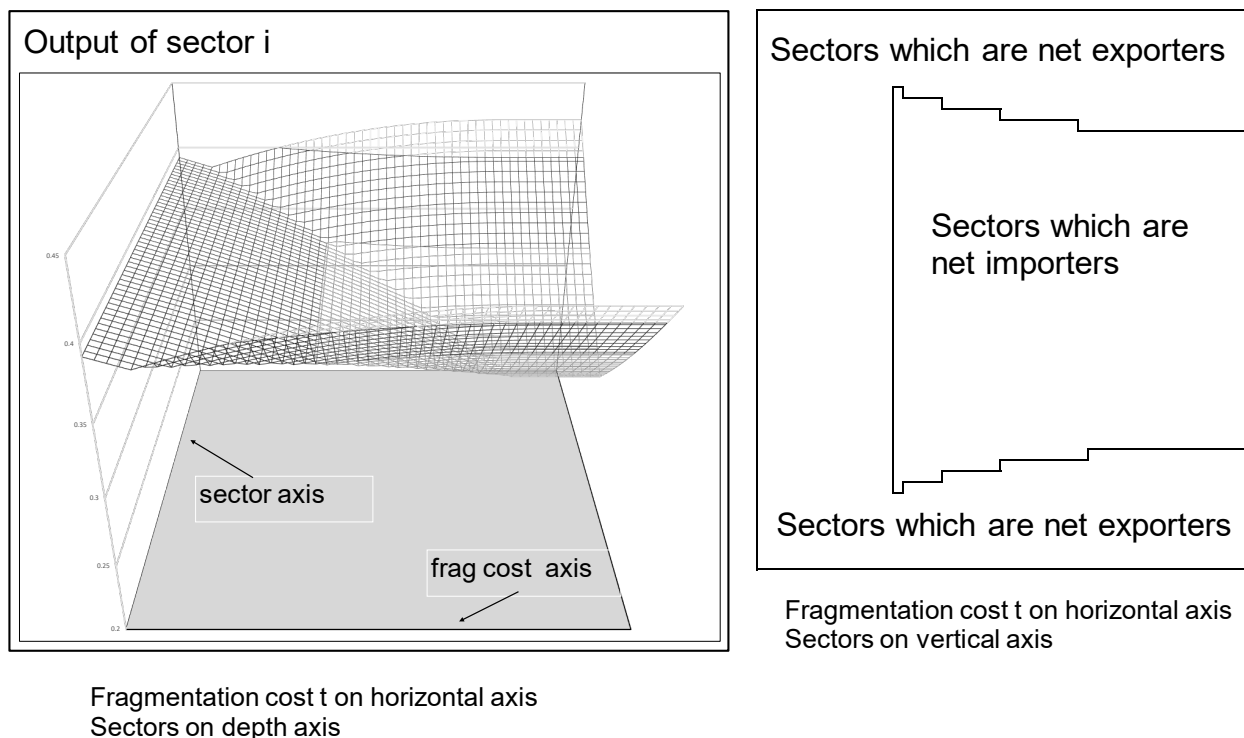 Output of sector i
0.45
0.4
0.35
0.3
0.25
0.2
sector axis
frag cost axis
Fragmentation cost t on horizontal axis
Sectors on depth axis
Sectors which are net exporters
Sectors which are
net importers
Sectors which are net exporters
Fragmentation cost t on horizontal axis
Sectors on vertical axis